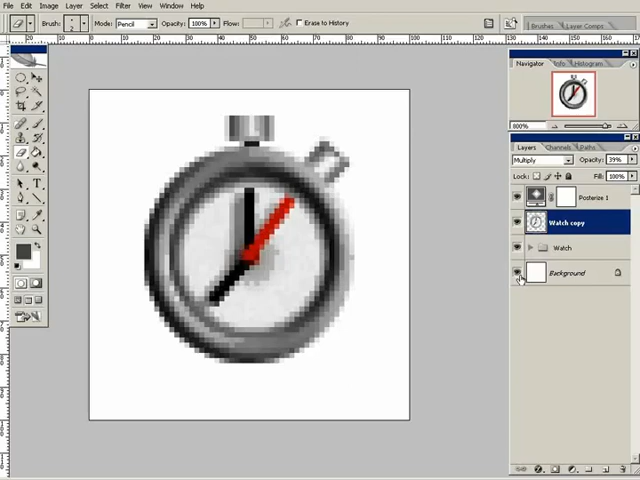 File Edit Image Layer Select Filter View Window Help
Brush: 2 Mode: Pencil Opacity: 100% Flow: Erase to History
Brushes Layer Comps
Navigator Info Histogram
800%
Layers Channels Paths
Multiply Opacity: 39%
Lock: Fill: 100%
Posterize 1
Watch copy
Watch
Background